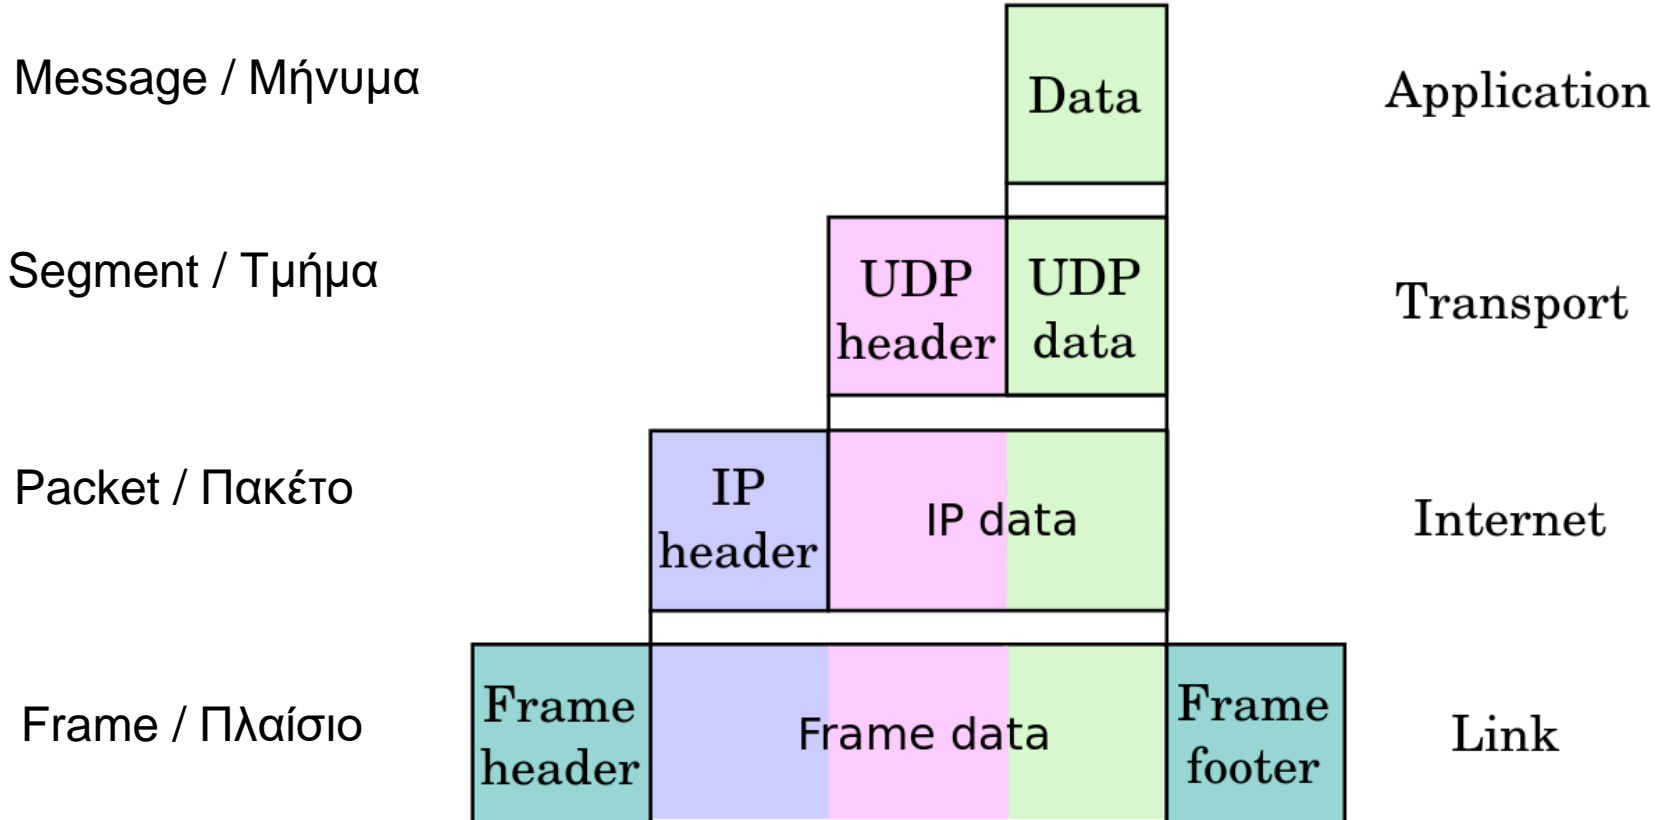 Message / Μήνυμα
Data
Application
Segment / Τμήμα
UDP
header
UDP
data
Transport
Packet / Πακέτο
IP
header
IP data
Internet
Frame / Πλαίσιο
Frame
header
Frame data
Frame
footer
Link